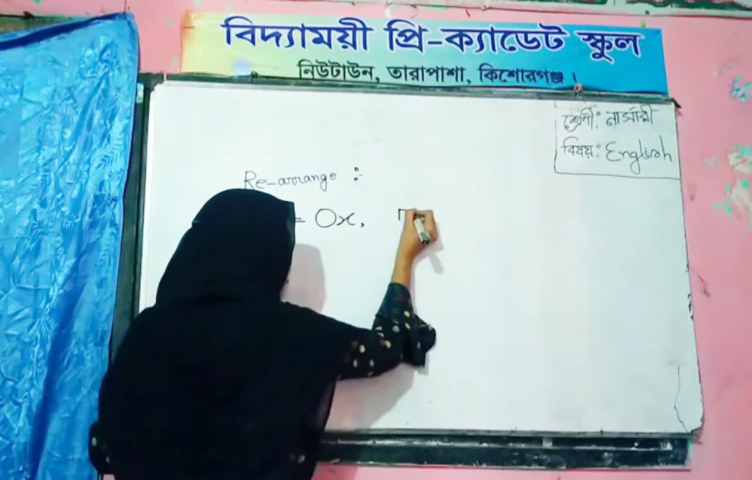 বিদ্যাময়ী প্রি-ক্যাডেট স্কুল
নিউটাউন, তারাপাশা, কিশোরগঞ্জ।
শ্রেণী: নার্সারী
বিষয়: English
Re-arrange :-
= Ox,